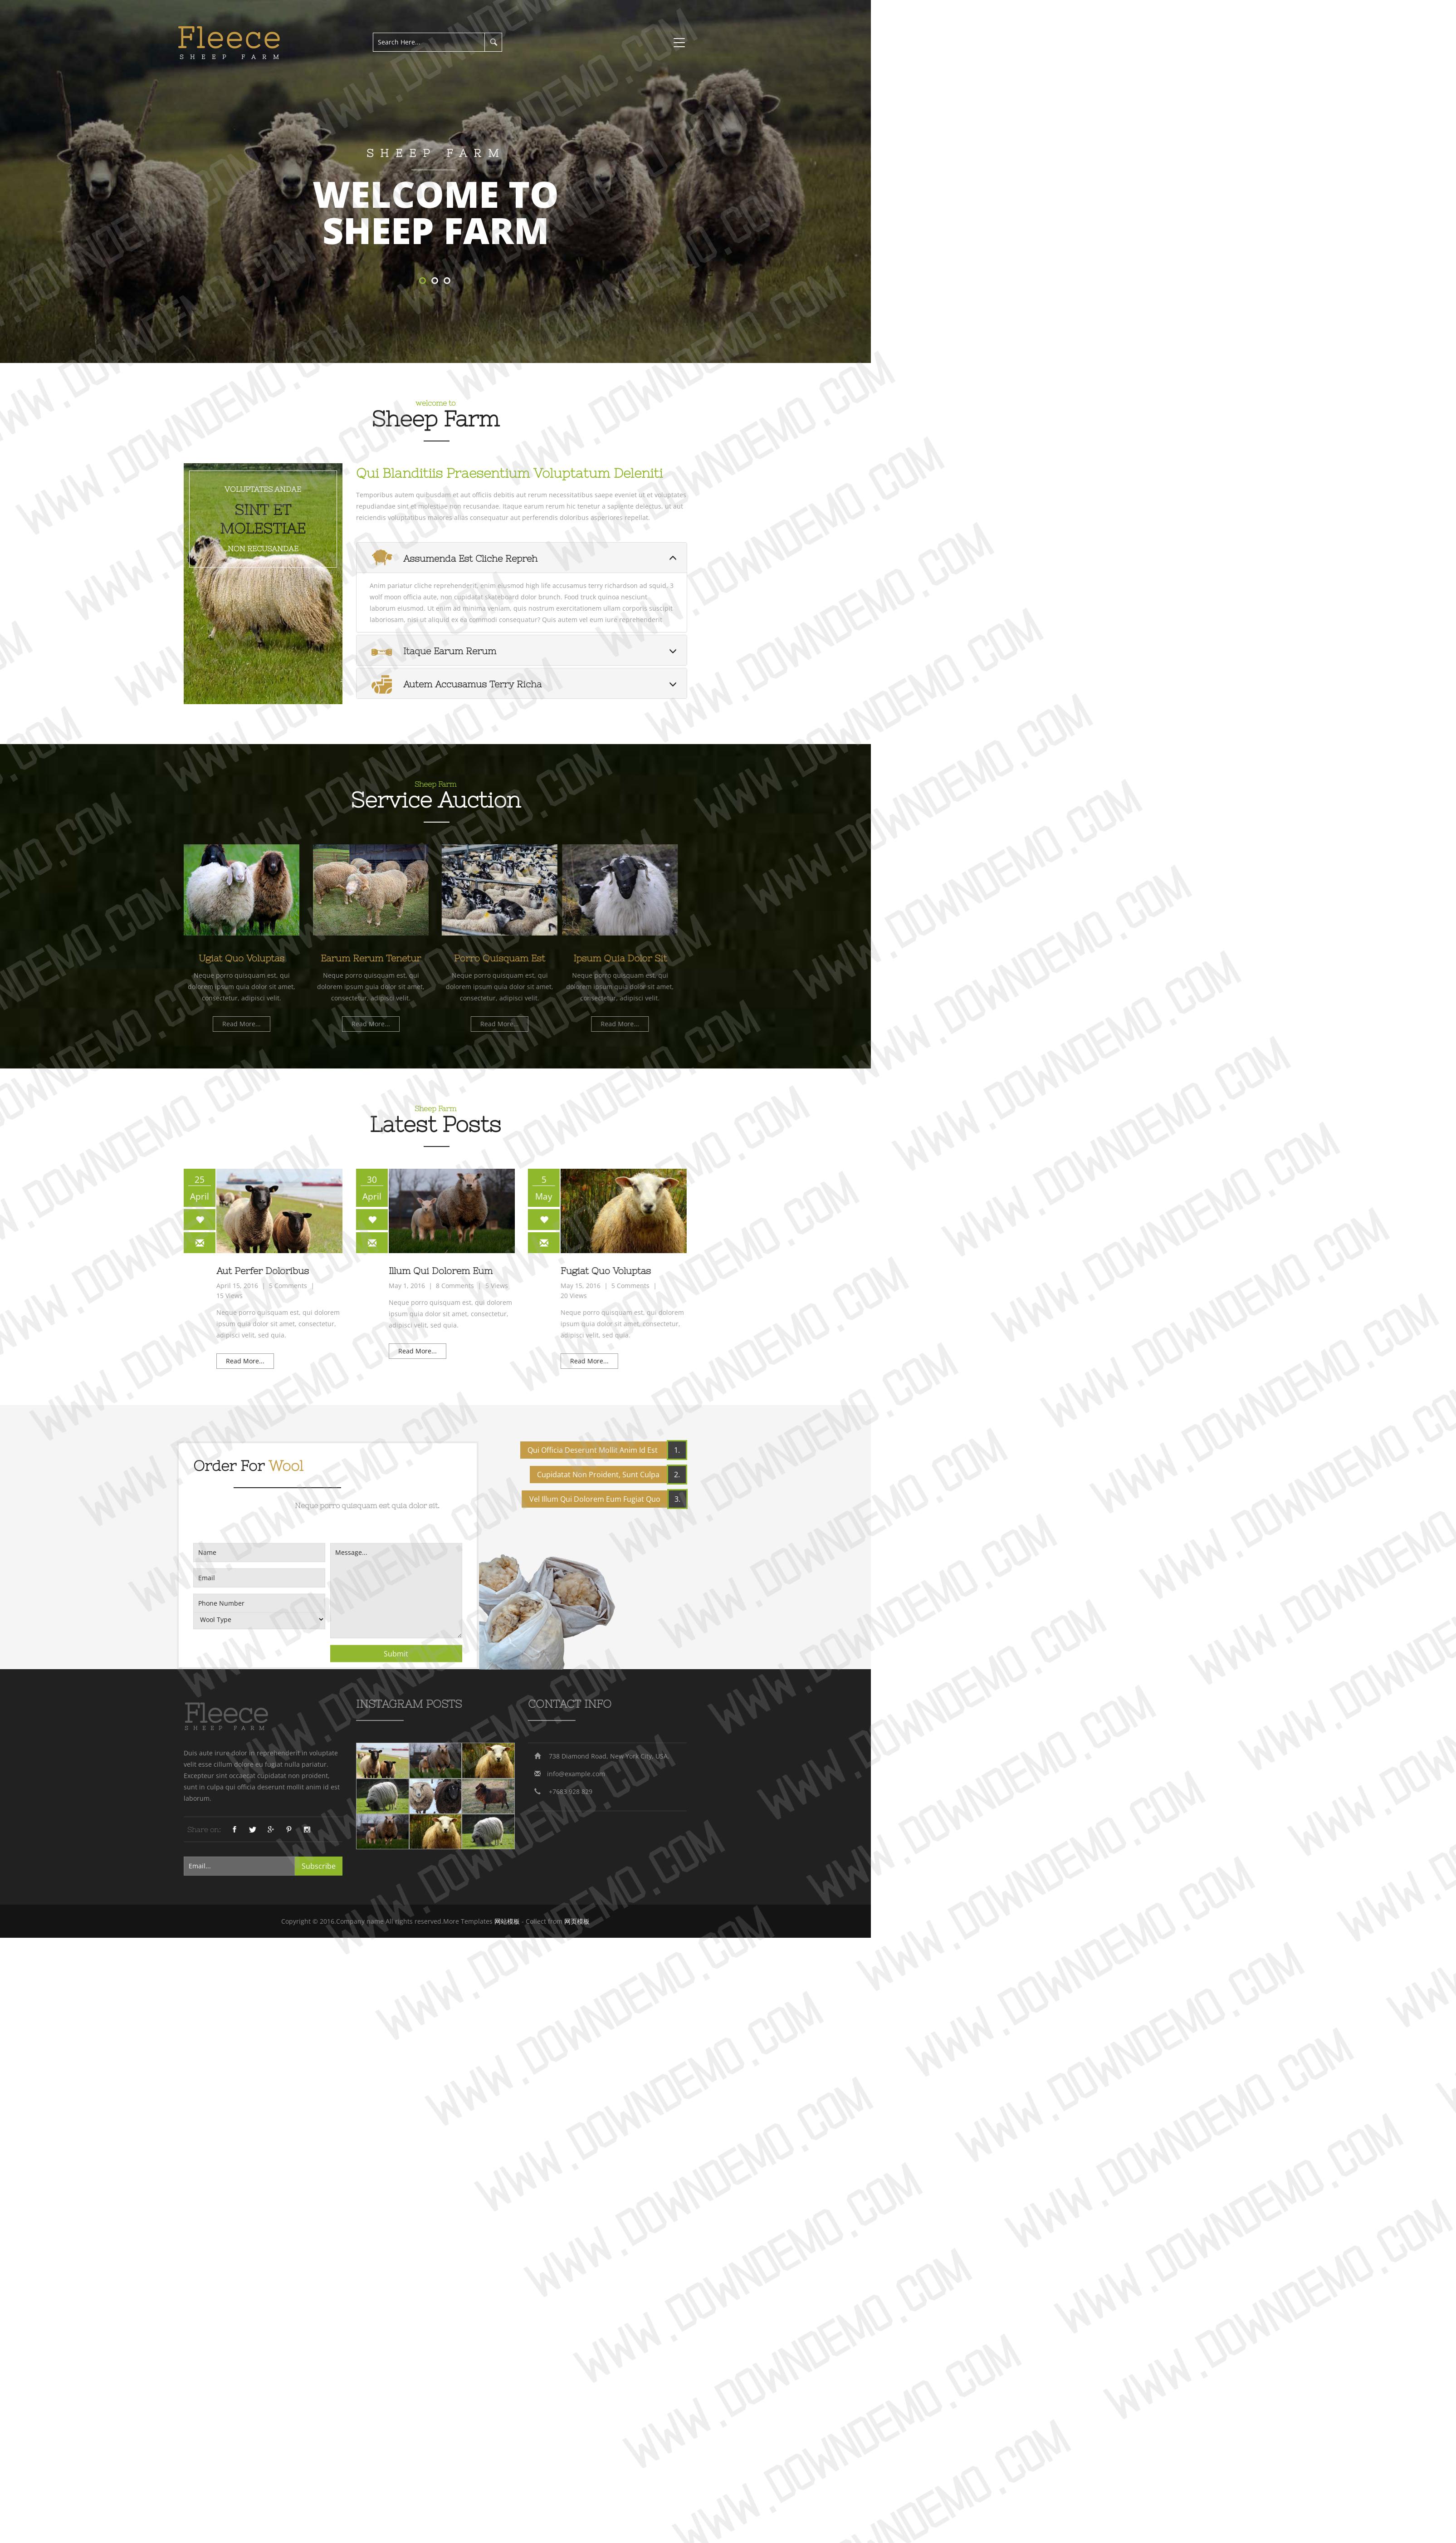 Fleece
SHEEP FARM
Search Here...
SHEEP FARM
WELCOME TO
SHEEP FARM
welcome to
Sheep Farm
VOLUPTATES ANDAE
SINT ET
MOLESTIAE
NON RECUSANDAE
Qui Blanditiis Praesentium Voluptatum Deleniti
Temporibus autem quibusdam et aut officiis debitis aut rerum necessitatibus saepe eveniet ut et voluptates
repudiandae sint et molestiae non recusandae. Itaque earum rerum hic tenetur a sapiente delectus, ut aut
reiciendis voluptatibus maiores alias consequatur aut perferendis doloribus asperiores repellat.
Assumenda Est Cliche Repreh
Anim pariatur cliche reprehenderit, enim eiusmod high life accusamus terry richardson ad squid. 3
wolf moon officia aute, non cupidatat skateboard dolor brunch. Food truck quinoa nesciunt
laborum eiusmod. Ut enim ad minima veniam, quis nostrum exercitationem ullam corporis suscipit
laboriosam, nisi ut aliquid ex ea commodi consequatur? Quis autem vel eum iure reprehenderit.
Itaque Earum Rerum
Autem Accusamus Terry Richa
Sheep Farm
Service Auction
Ugiat Quo Voluptas
Neque porro quisquam est, qui
dolorem ipsum quia dolor sit amet,
consectetur, adipisci velit.
Read More...
Earum Rerum Tenetur
Neque porro quisquam est, qui
dolorem ipsum quia dolor sit amet,
consectetur, adipisci velit.
Read More...
Porro Quisquam Est
Neque porro quisquam est, qui
dolorem ipsum quia dolor sit amet,
consectetur, adipisci velit.
Read More...
Ipsum Quia Dolor Sit
Neque porro quisquam est, qui
dolorem ipsum quia dolor sit amet,
consectetur, adipisci velit.
Read More...
Sheep Farm
Latest Posts
25
April
Aut Perfer Doloribus
April 15, 2016 | 5 Comments |
15 Views
Neque porro quisquam est, qui dolorem
ipsum quia dolor sit amet, consectetur,
adipisci velit, sed quia.
Read More...
30
April
Illum Qui Dolorem Eum
May 1, 2016 | 8 Comments | 5 Views
Neque porro quisquam est, qui dolorem
ipsum quia dolor sit amet, consectetur,
adipisci velit, sed quia.
Read More...
5
May
Fugiat Quo Voluptas
May 15, 2016 | 5 Comments |
20 Views
Neque porro quisquam est, qui dolorem
ipsum quia dolor sit amet, consectetur,
adipisci velit, sed quia.
Read More...
Order For Wool
Neque porro quisquam est quia dolor sit.
Name
Email
Phone Number
Wool Type
Message...
Submit
Qui Officia Deserunt Mollit Anim Id Est 1.
Cupidatat Non Proident, Sunt Culpa 2.
Vel Illum Qui Dolorem Eum Fugiat Quo 3.
Fleece
SHEEP FARM
Duis aute irure dolor in reprehenderit in voluptate
velit esse cillum dolore eu fugiat nulla pariatur.
Excepteur sint occaecat cupidatat non proident,
sunt in culpa qui officia deserunt mollit anim id est
laborum.
Share on:
Email...
Subscribe
INSTAGRAM POSTS
CONTACT INFO
738 Diamond Road, New York City, USA.
info@example.com
+7683 928 829
Copyright © 2016.Company name All rights reserved.More Templates 网站模板 - Collect from 网页模板
WWW.DOWNDEMO.COM